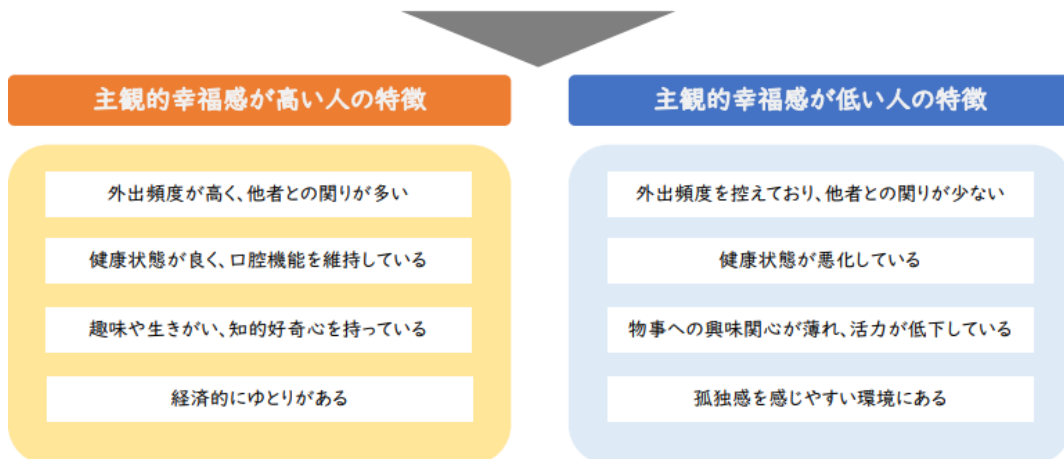 主観的幸福感が高い人の特徴
外出頻度が高く、他者との関りが多い
健康状態が良く、口腔機能を維持している
趣味や生きがい、知的好奇心を持っている
経済的にゆとりがある
主観的幸福感が低い人の特徴
外出頻度を控えており、他者との関りが少ない
健康状態が悪化している
物事への興味関心が薄れ、活力が低下している
孤独感を感じやすい環境にある